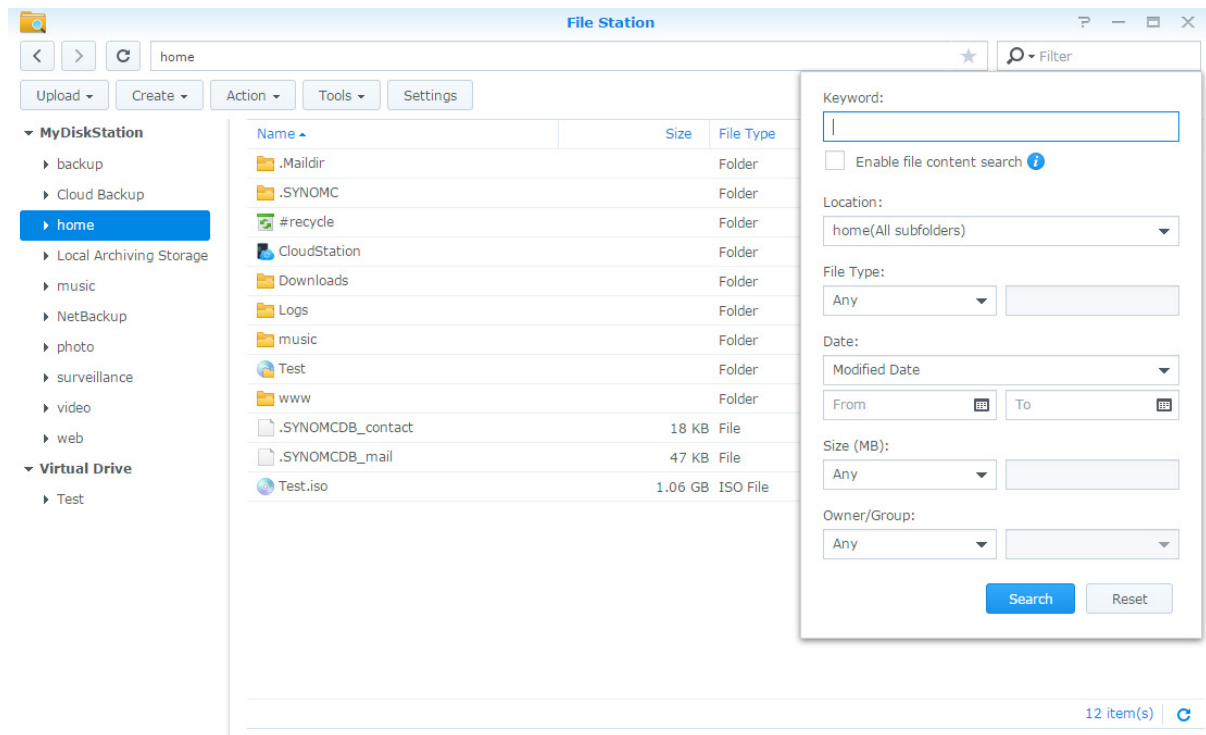 File Station
home
Filter
Upload Create Action Tools Settings
MyDiskStation
backup
Cloud Backup
home
Local Archiving Storage
music
NetBackup
photo
surveillance
video
web
Virtual Drive
Test
Name Size File Type
.Maildir Folder
.SYNOMC Folder
#recycle Folder
CloudStation Folder
Downloads Folder
Logs Folder
music Folder
Test Folder
www Folder
.SYNOMCDB_contact 18 KB File
.SYNOMCDB_mail 47 KB File
Test.iso 1.06 GB ISO File
Keyword:
Enable file content search
Location:
home(All subfolders)
File Type:
Any
Date:
Modified Date
From To
Size (MB):
Any
Owner/Group:
Any
Search Reset
12 item(s)